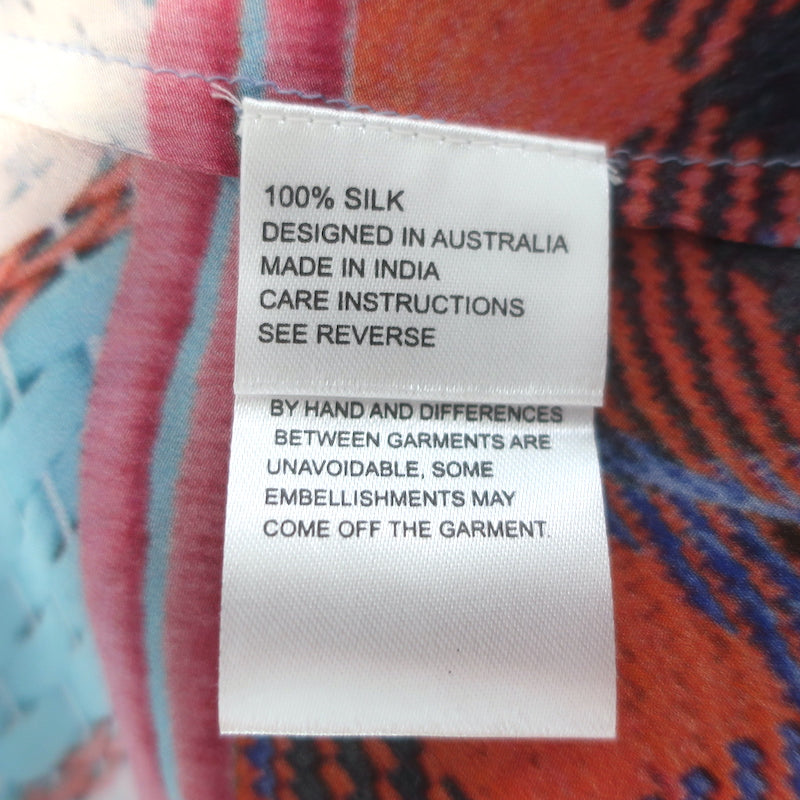 100% SILK
DESIGNED IN AUSTRALIA
MADE IN INDIA
CARE INSTRUCTIONS
SEE REVERSE
BY HAND AND DIFFERENCES
BETWEEN GARMENTS ARE
UNAVOIDABLE, SOME
EMBELLISHMENTS MAY
COME OFF THE GARMENT.